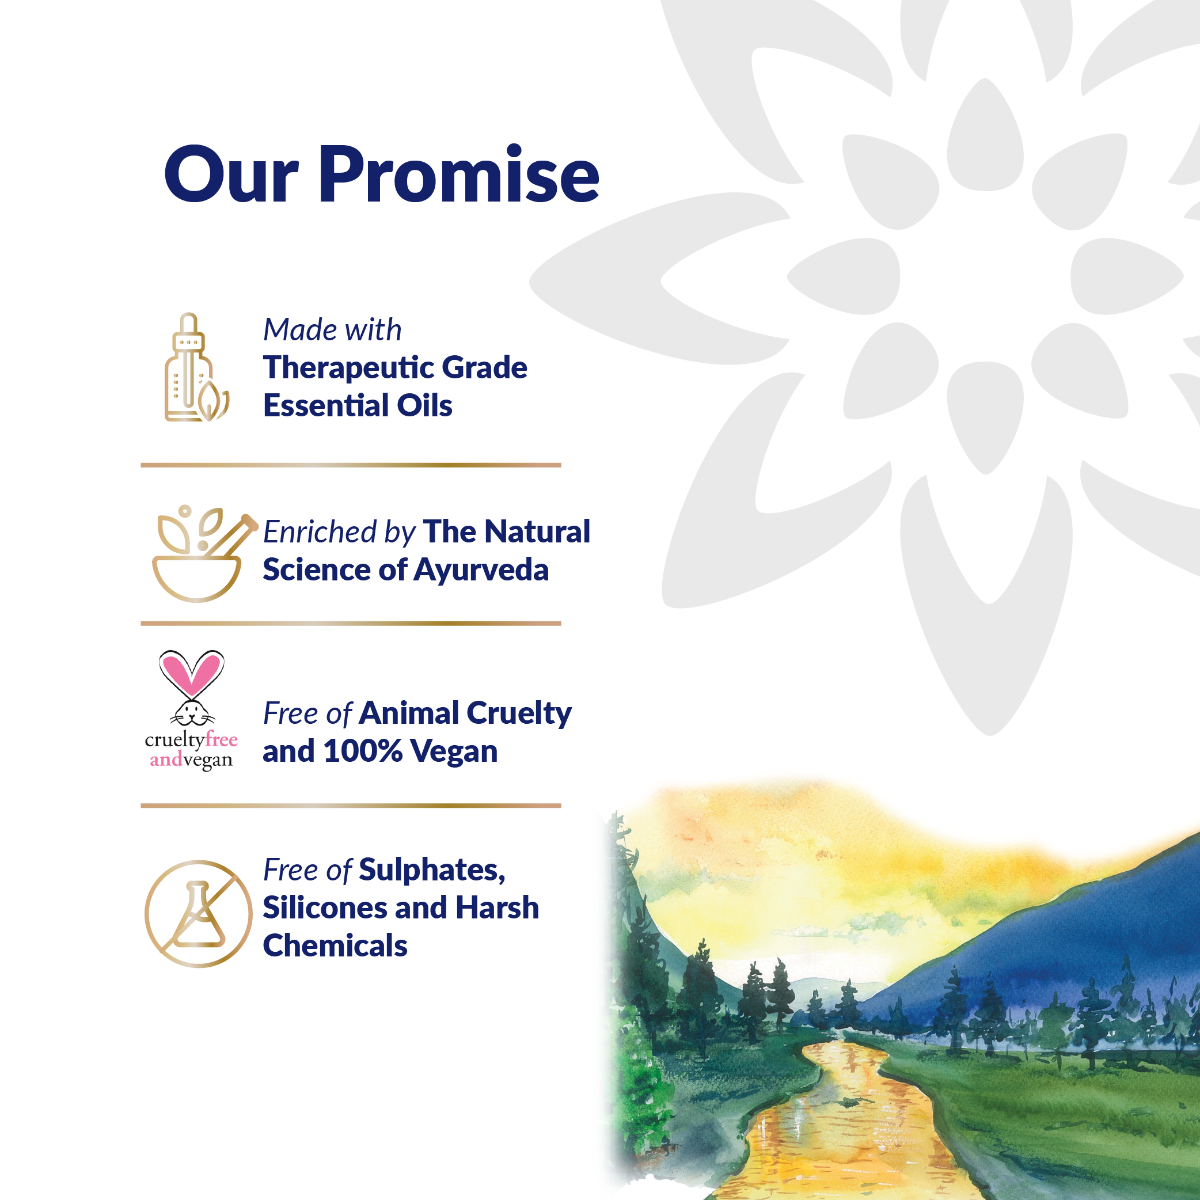 Our Promise
Made with
Therapeutic Grade
Essential Oils
Enriched by The Natural
Science of Ayurveda
crueltyfree
andvegan
Free of Animal Cruelty
and 100% Vegan
Free of Sulphates,
Silicones and Harsh
Chemicals